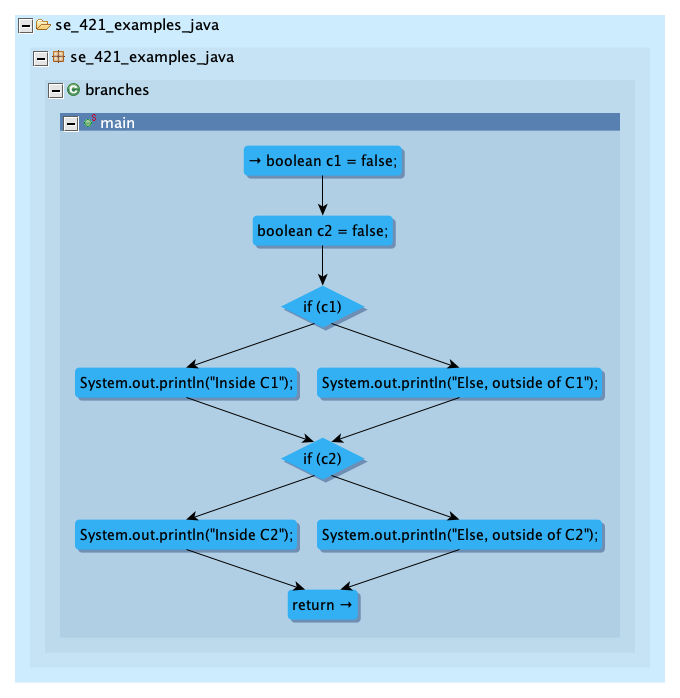 se_421_examples_java
se_421_examples_java
branches
main
→ boolean c1 = false;
boolean c2 = false;
if (c1)
System.out.println("Inside C1");
System.out.println("Else, outside of C1");
if (c2)
System.out.println("Inside C2");
System.out.println("Else, outside of C2");
return →